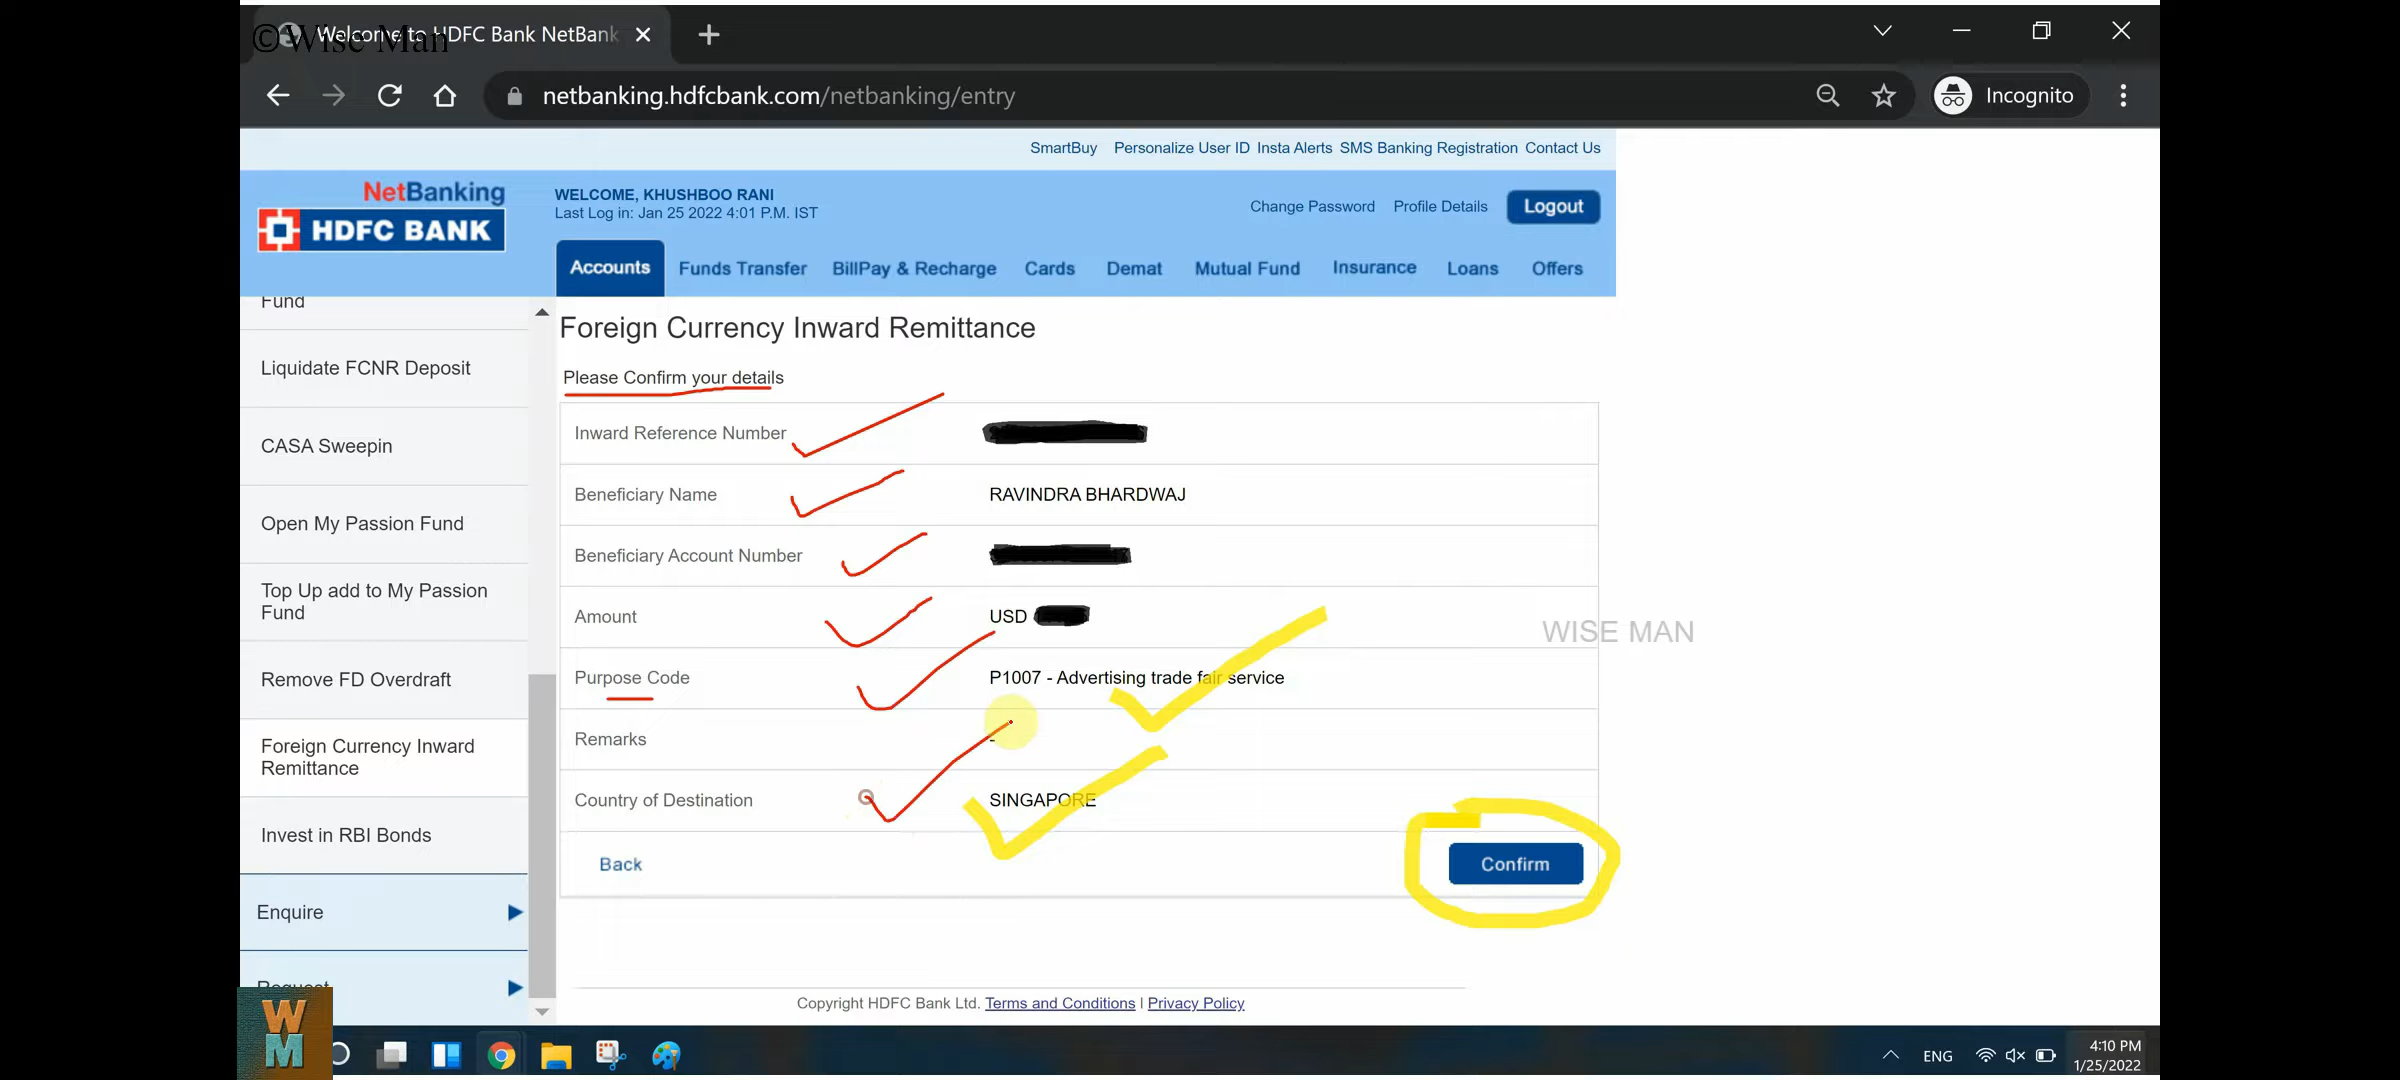 ©Wise Man
Welcome to HDFC Bank NetBank
netbanking.hdfcbank.com/netbanking/entry
Incognito
SmartBuy Personalize User ID Insta Alerts SMS Banking Registration Contact Us
NetBanking
HDFC BANK
WELCOME, KHUSHBOO RANI
Last Log in: Jan 25 2022 4:01 P.M. IST
Change Password Profile Details Logout
Accounts Funds Transfer BillPay & Recharge Cards Demat Mutual Fund Insurance Loans Offers
Fund
Liquidate FCNR Deposit
CASA Sweepin
Open My Passion Fund
Top Up add to My Passion
Fund
Remove FD Overdraft
Foreign Currency Inward
Remittance
Invest in RBI Bonds
Enquire
Request
Foreign Currency Inward Remittance
Please Confirm your details
Inward Reference Number
Beneficiary Name RAVINDRA BHARDWAJ
Beneficiary Account Number
Amount USD
WISE MAN
Purpose Code P1007 - Advertising trade fair service
Remarks -
Country of Destination SINGAPORE
Back Confirm
Copyright HDFC Bank Ltd. Terms and Conditions | Privacy Policy
WM
ENG
4:10 PM
1/25/2022